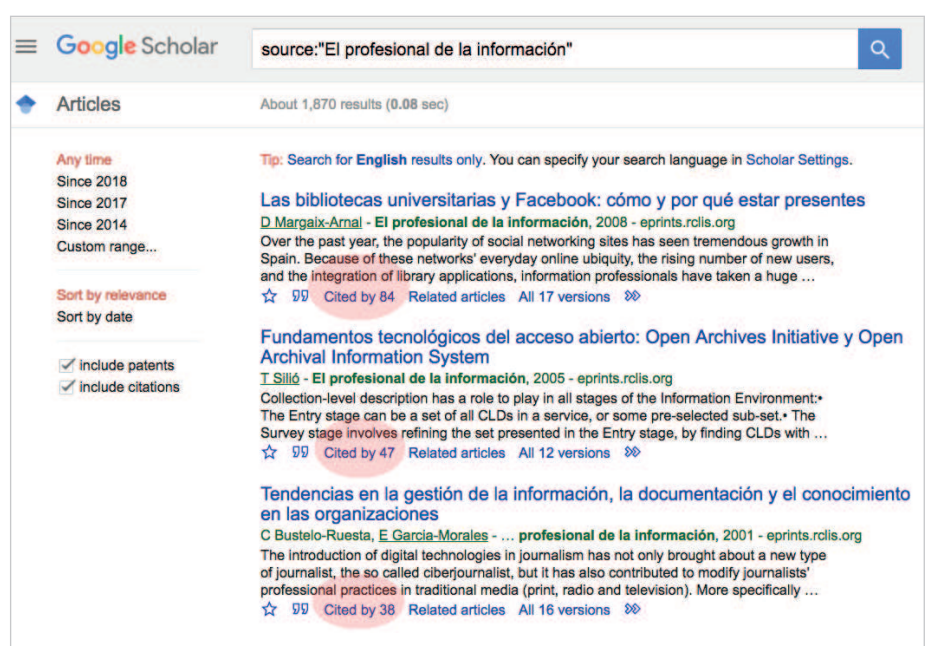 Google Scholar
source:"El profesional de la información"
Articles
About 1,870 results (0.08 sec)
Any time
Since 2018
Since 2017
Since 2014
Custom range...
Sort by relevance
Sort by date
include patents
include citations
Tip: Search for English results only. You can specify your search language in Scholar Settings.
Las bibliotecas universitarias y Facebook: cómo y por qué estar presentes
D Margaix-Arnal - El profesional de la información, 2008 - eprints.rclis.org
Over the past year, the popularity of social networking sites has seen tremendous growth in
Spain. Because of these networks' everyday online ubiquity, the rising number of new users,
and the integration of library applications, information professionals have taken a huge ...
Cited by 84 Related articles All 17 versions
Fundamentos tecnológicos del acceso abierto: Open Archives Initiative y Open
Archival Information System
T Silió - El profesional de la información, 2005 - eprints.rclis.org
Collection-level description has a role to play in all stages of the Information Environment:•
The Entry stage can be a set of all CLDs in a service, or some pre-selected sub-set.• The
Survey stage involves refining the set presented in the Entry stage, by finding CLDs with ...
Cited by 47 Related articles All 12 versions
Tendencias en la gestión de la información, la documentación y el conocimiento
en las organizaciones
C Bustelo-Ruesta, E Garcia-Morales - ... profesional de la información, 2001 - eprints.rclis.org
The introduction of digital technologies in journalism has not only brought about a new type
of journalist, the so called ciberjournalist, but it has also contributed to modify journalists'
professional practices in traditional media (print, radio and television). More specifically ...
Cited by 38 Related articles All 16 versions